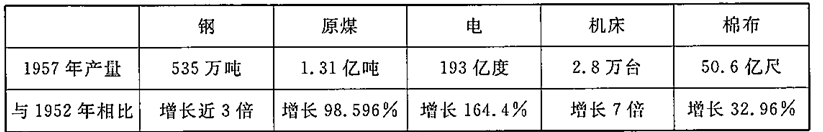 钢 原煤 电 机床 棉布
1957年产量 535万吨 1.31亿吨 193亿度 2.8万台 50.6亿尺
与1952年相比 增长近3倍 增长98.596% 增长164.4% 增长7倍 增长32.96%